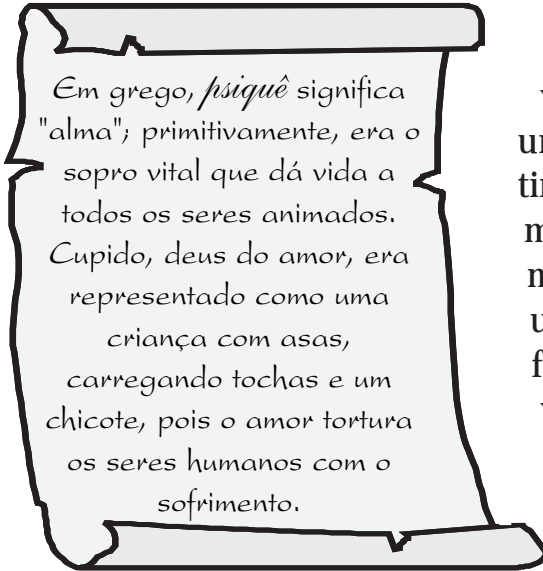 Em grego, psiquê significa
"alma"; primitivamente, era o
sopro vital que dá vida a
todos os seres animados.
Cupido, deus do amor, era
representado como uma
criança com asas,
carregando tochas e um
chicote, pois o amor tortura
os seres humanos com o
sofrimento.